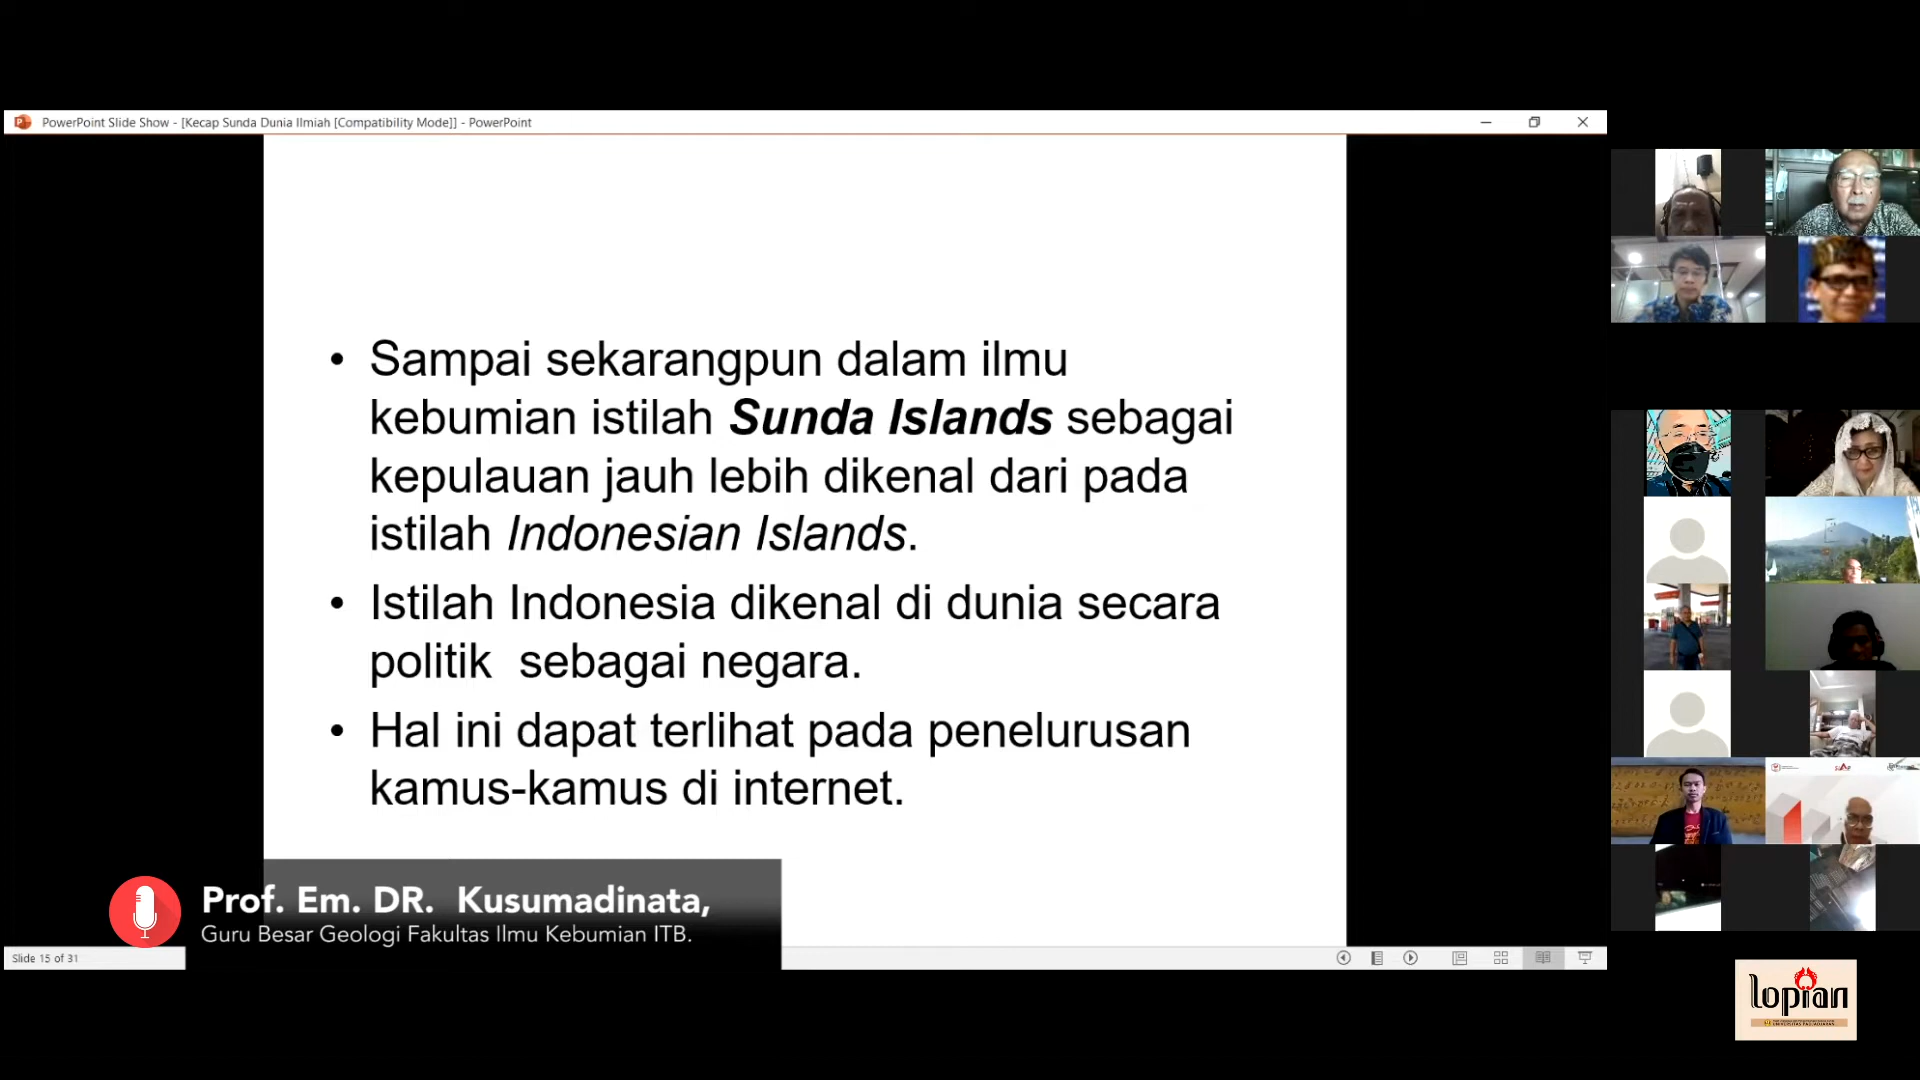 PowerPoint Slide Show - [Kecap Sunda Dunia Ilmiah [Compatibility Mode]] - PowerPoint
• Sampai sekarangpun dalam ilmu
kebumian istilah Sunda Islands sebagai
kepulauan jauh lebih dikenal dari pada
istilah Indonesian Islands.
• Istilah Indonesia dikenal di dunia secara
politik sebagai negara.
• Hal ini dapat terlihat pada penelurusan
kamus-kamus di internet.
Prof. Em. DR. Kusumadinata,
Guru Besar Geologi Fakultas Ilmu Kebumian ITB.
Slide 15 of 31
lopian
UNIVERSITAS PADJADJARAN